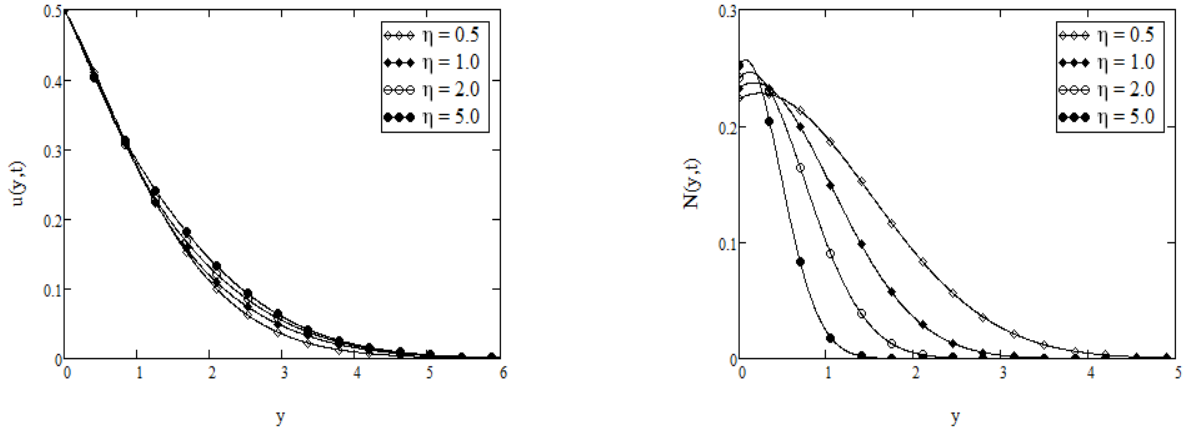 0.5
0.4
0.3
0.2
0.1
0
u(y,t)
0 1 2 3 4 5 6
y
η = 0.5
η = 1.0
η = 2.0
η = 5.0
0.3
0.2
0.1
0
N(y,t)
0 1 2 3 4 5
y
η = 0.5
η = 1.0
η = 2.0
η = 5.0